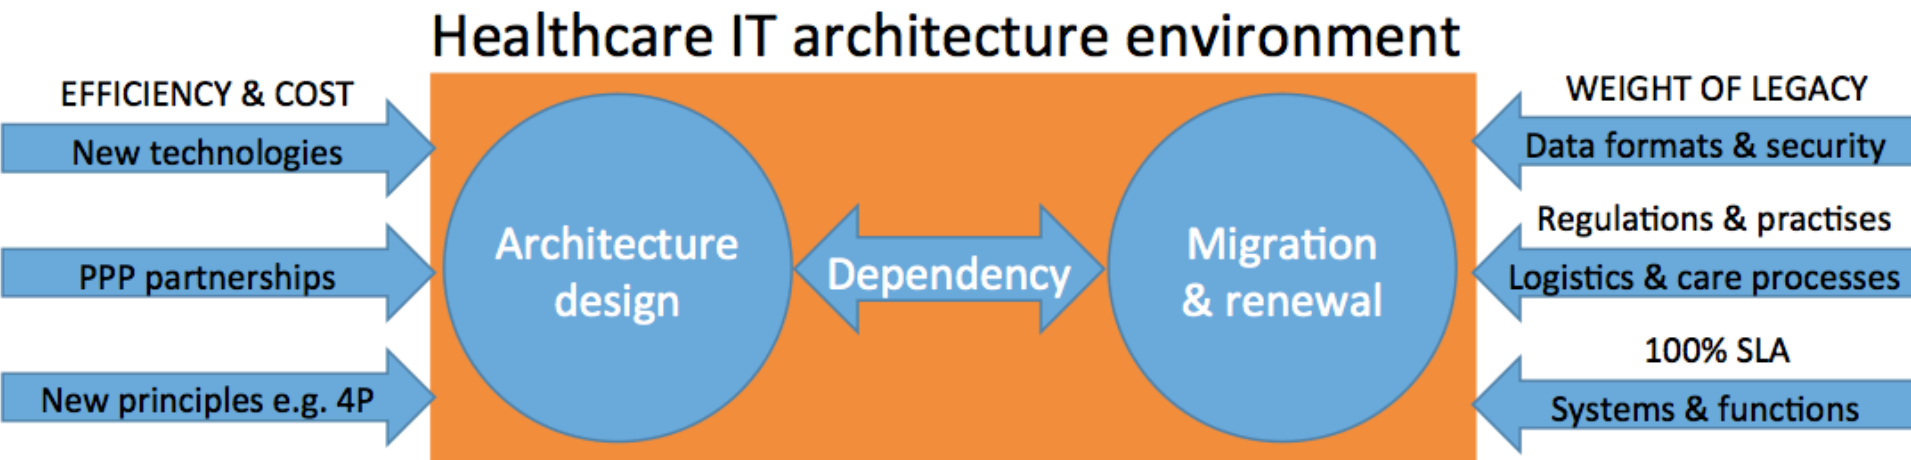 Healthcare IT architecture environment
EFFICIENCY & COST
New technologies
PPP partnerships
New principles e.g. 4P
Architecture
design
Dependency
Migration
& renewal
WEIGHT OF LEGACY
Data formats & security
Regulations & practises
Logistics & care processes
100% SLA
Systems & functions